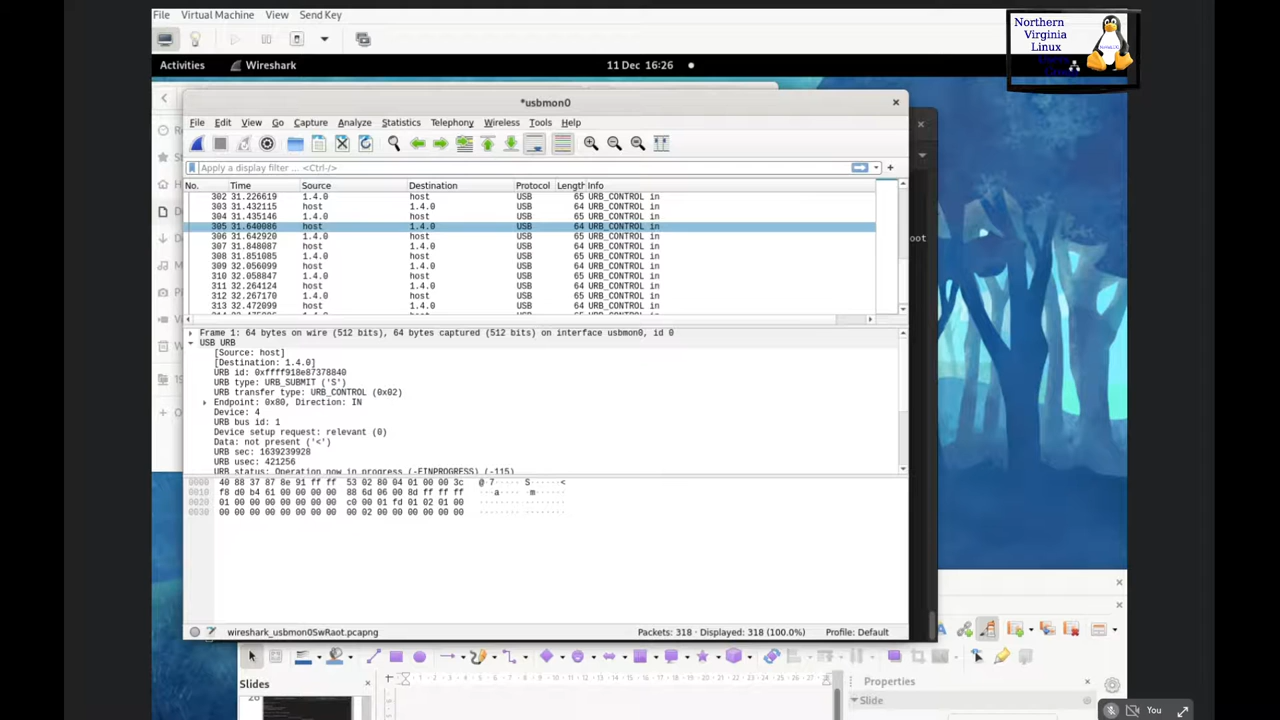 File Virtual Machine View Send Key
Northern
Virginia
Linux
Users
Activities Wireshark 11 Dec 16:26
*usbmon0
File Edit View Go Capture Analyze Statistics Telephony Wireless Tools Help
Apply a display filter ... <Ctrl-/>
No. Time Source Destination Protocol Length Info
302 31.226619 1.4.0 host USB 65 URB_CONTROL in
303 31.432115 host 1.4.0 USB 64 URB_CONTROL in
304 31.435146 1.4.0 host USB 65 URB_CONTROL in
305 31.640086 host 1.4.0 USB 64 URB_CONTROL in
306 31.642920 1.4.0 host USB 65 URB_CONTROL in
307 31.848087 host 1.4.0 USB 64 URB_CONTROL in
308 31.851085 1.4.0 host USB 65 URB_CONTROL in
309 32.056099 host 1.4.0 USB 64 URB_CONTROL in
310 32.058847 1.4.0 host USB 65 URB_CONTROL in
311 32.264124 host 1.4.0 USB 64 URB_CONTROL in
312 32.267170 1.4.0 host USB 65 URB_CONTROL in
313 32.472099 host 1.4.0 USB 64 URB_CONTROL in
oot
Frame 1: 64 bytes on wire (512 bits), 64 bytes captured (512 bits) on interface usbmon0, id 0
USB URB
[Source: host]
[Destination: 1.4.0]
URB id: 0xffff918e87378840
URB type: URB_SUBMIT ('S')
URB transfer type: URB_CONTROL (0x02)
Endpoint: 0x80, Direction: IN
Device: 4
URB bus id: 1
Device setup request: relevant (0)
Data: not present ('<')
URB sec: 1639239928
URB usec: 421256
URB status: Operation now in progress (-EINPROGRESS) (-115)
0000 40 88 37 87 8e 91 ff ff 53 02 80 04 01 00 00 3c @·7····· S······<
0010 f8 d0 b4 61 00 00 00 00 88 6d 06 00 8d ff ff ff ···a···· ·m······
0020 01 00 00 00 00 00 00 00 c0 00 01 fd 01 02 01 00 ········ ········
0030 00 00 00 00 00 00 00 00 00 02 00 00 00 00 00 00 ········ ········
wireshark_usbmon0SwRaot.pcapng Packets: 318 · Displayed: 318 (100.0%) Profile: Default
Slides
26
Properties
Slide
You